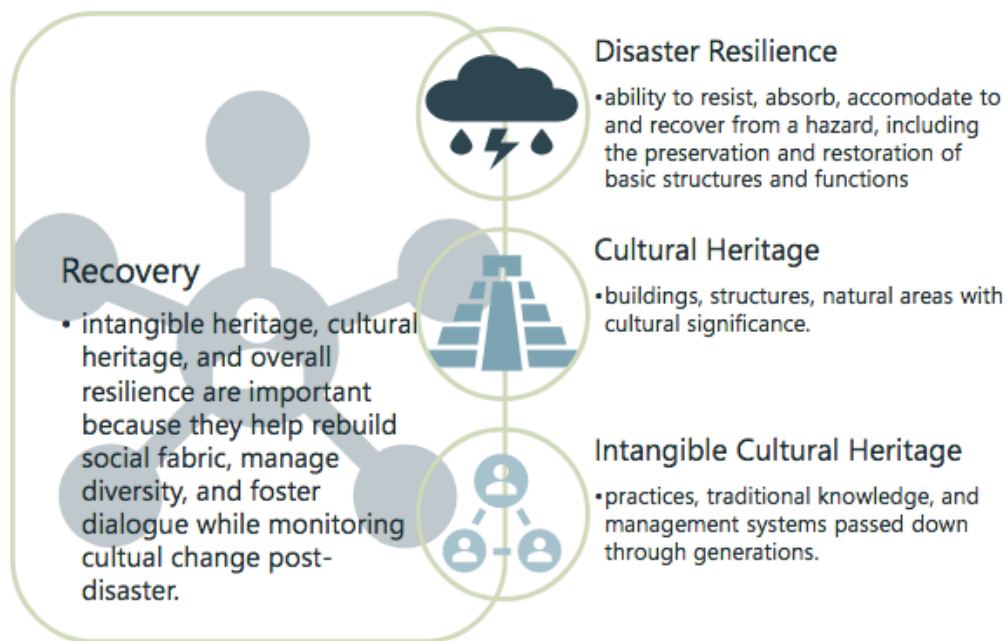 Recovery
• intangible heritage, cultural
heritage, and overall
resilience are important
because they help rebuild
social fabric, manage
diversity, and foster
dialogue while monitoring
cultual change post-
disaster.
Disaster Resilience
•ability to resist, absorb, accomodate to
and recover from a hazard, including
the preservation and restoration of
basic structures and functions
Cultural Heritage
•buildings, structures, natural areas with
cultural significance.
Intangible Cultural Heritage
•practices, traditional knowledge, and
management systems passed down
through generations.